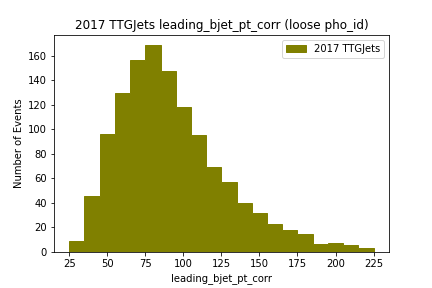 2017 TTGJets leading_bjet_pt_corr (loose pho_id)
2017 TTGJets
160
140
120
100
80
60
40
20
0
Number of Events
25 50 75 100 125 150 175 200 225
leading_bjet_pt_corr